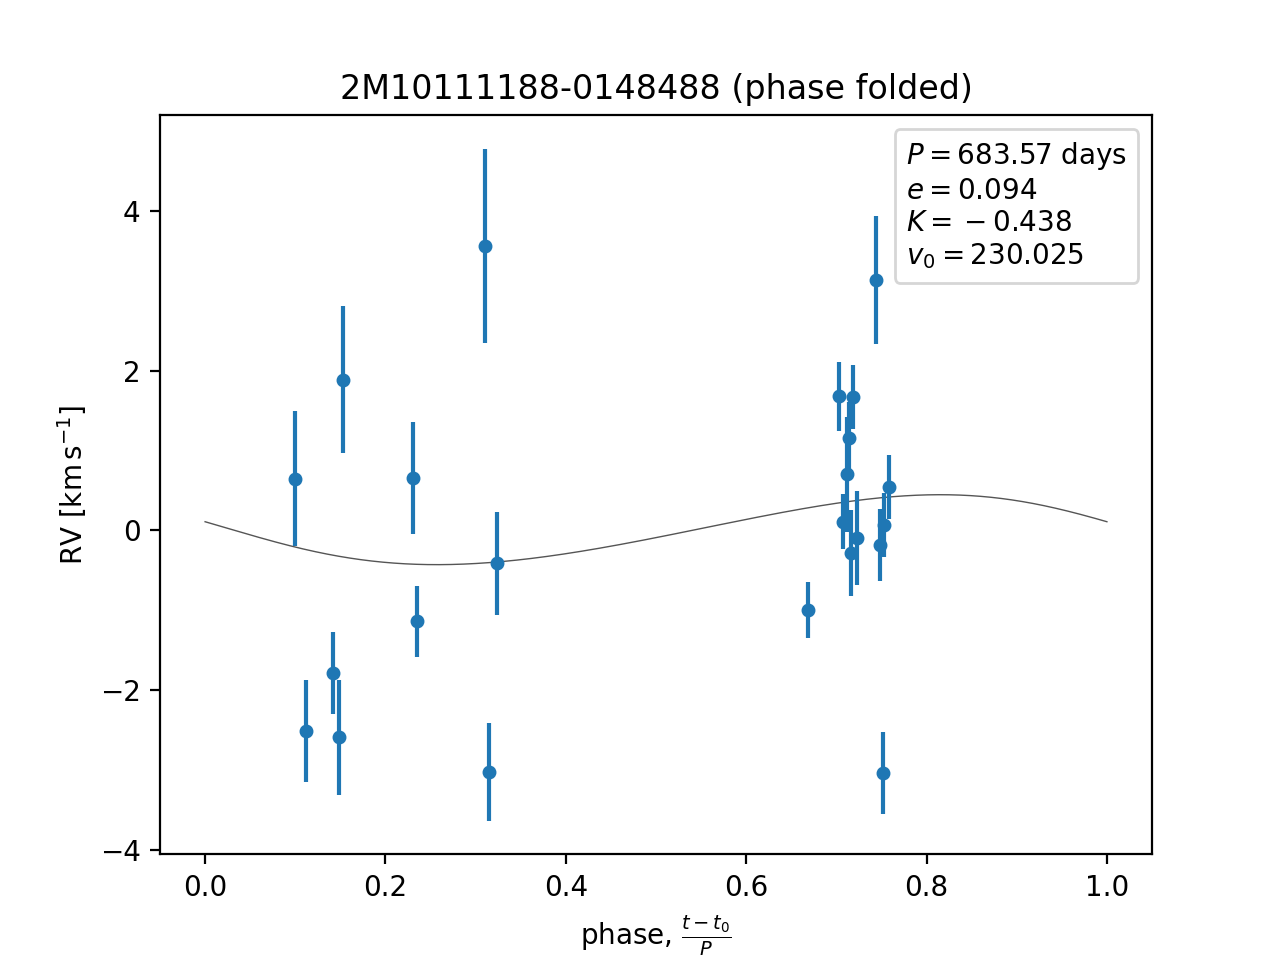 2M10111188-0148488 (phase folded)
P = 683.57 days
e = 0.094
K = −0.438
v₀ = 230.025
4
2
0
−2
−4
RV [km s⁻¹]
0.0 0.2 0.4 0.6 0.8 1.0
phase, (t − t₀)/P